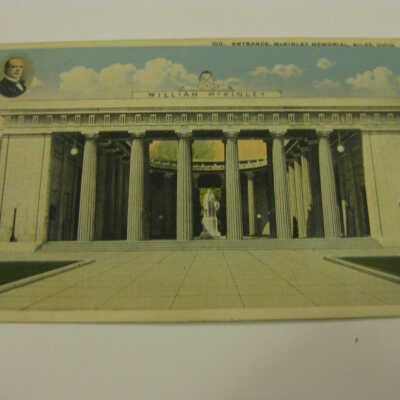 ENTRANCE, McKINLEY MEMORIAL, NILES, OHIO
WILLIAM McKINLEY